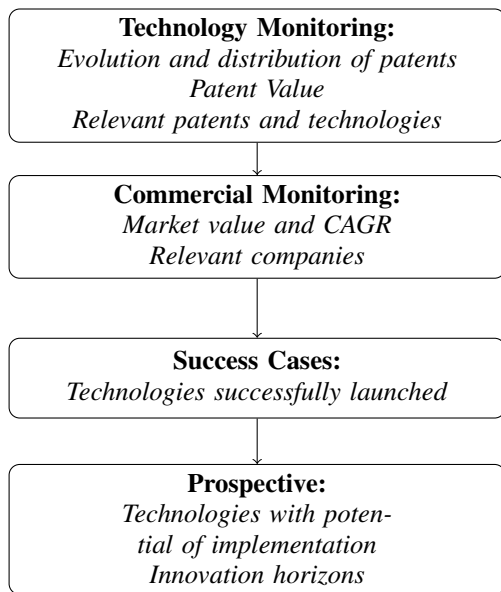 Technology Monitoring:
Evolution and distribution of patents
Patent Value
Relevant patents and technologies
Commercial Monitoring:
Market value and CAGR
Relevant companies
Success Cases:
Technologies successfully launched
Prospective:
Technologies with poten-
tial of implementation
Innovation horizons